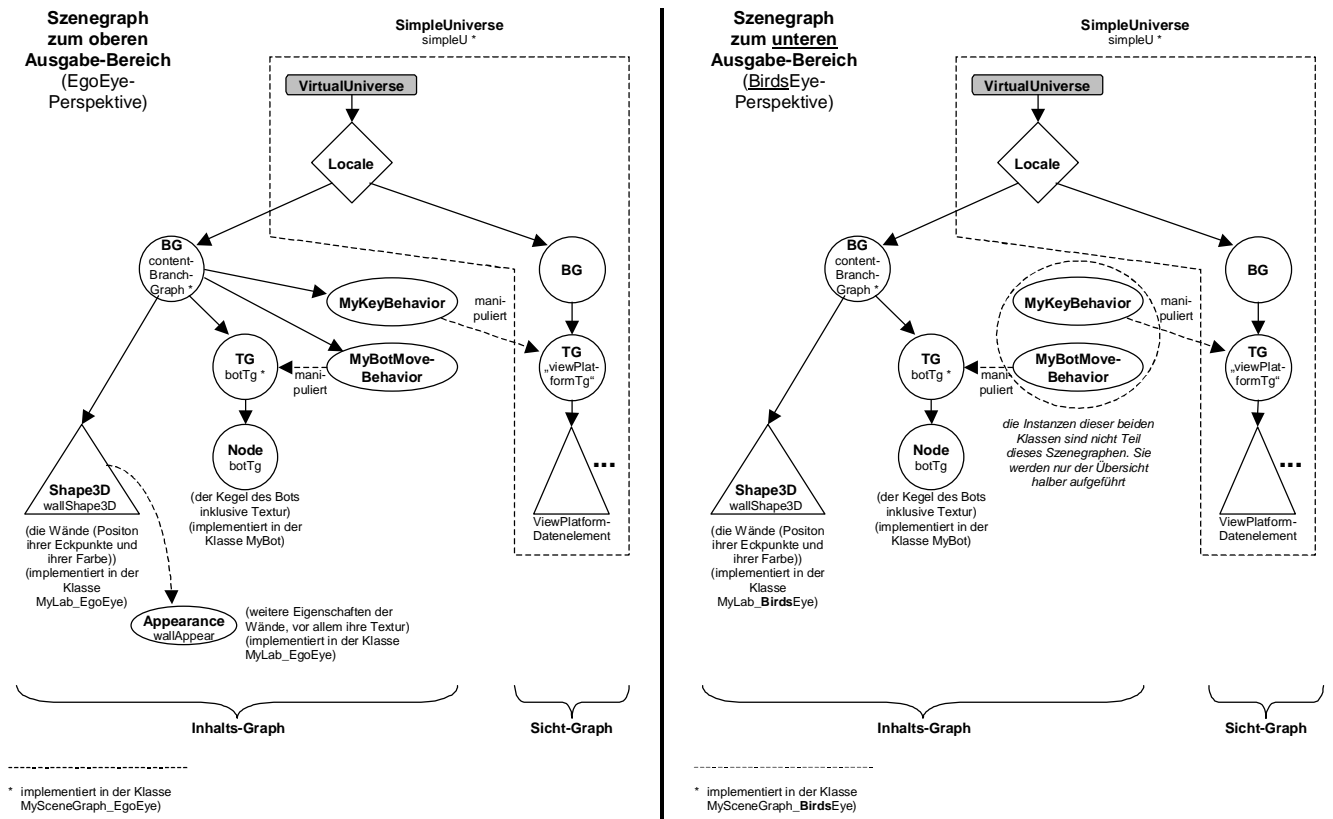 Szenegraph
zum oberen
Ausgabe-Bereich
(EgoEye-
Perspektive)
SimpleUniverse
simpleU *
VirtualUniverse
Locale
BG
content-
Branch-
Graph *
BG
MyKeyBehavior
mani-
puliert
TG
botTg *
mani-
puliert
MyBotMove-
Behavior
TG
„viewPlat-
formTg“
Node
botTg
(der Kegel des Bots
inklusive Textur)
(implementiert in der
Klasse MyBot)
...
Shape3D
wallShape3D
(die Wände (Positon
ihrer Eckpunkte und
ihrer Farbe))
(implementiert in der
Klasse
MyLab_EgoEye)
ViewPlatform-
Datenelement
Appearance
wallAppear
(weitere Eigenschaften der
Wände, vor allem ihre Textur)
(implementiert in der Klasse
MyLab_EgoEye)
Inhalts-Graph
Sicht-Graph
* implementiert in der Klasse
MySceneGraph_EgoEye)
Szenegraph
zum unteren
Ausgabe-Bereich
(BirdsEye-
Perspektive)
SimpleUniverse
simpleU *
VirtualUniverse
Locale
BG
content-
Branch-
Graph *
BG
MyKeyBehavior
mani-
puliert
TG
botTg *
mani-
puliert
MyBotMove-
Behavior
TG
„viewPlat-
formTg“
die Instanzen dieser beiden
Klassen sind nicht Teil
dieses Szenegraphen. Sie
werden nur der Übersicht
halber aufgeführt
Node
botTg
(der Kegel des Bots
inklusive Textur)
(implementiert in der
Klasse MyBot)
...
Shape3D
wallShape3D
(die Wände (Positon
ihrer Eckpunkte und
ihrer Farbe))
(implementiert in der
Klasse
MyLab_BirdsEye)
ViewPlatform-
Datenelement
Inhalts-Graph
Sicht-Graph
* implementiert in der Klasse
MySceneGraph_BirdsEye)